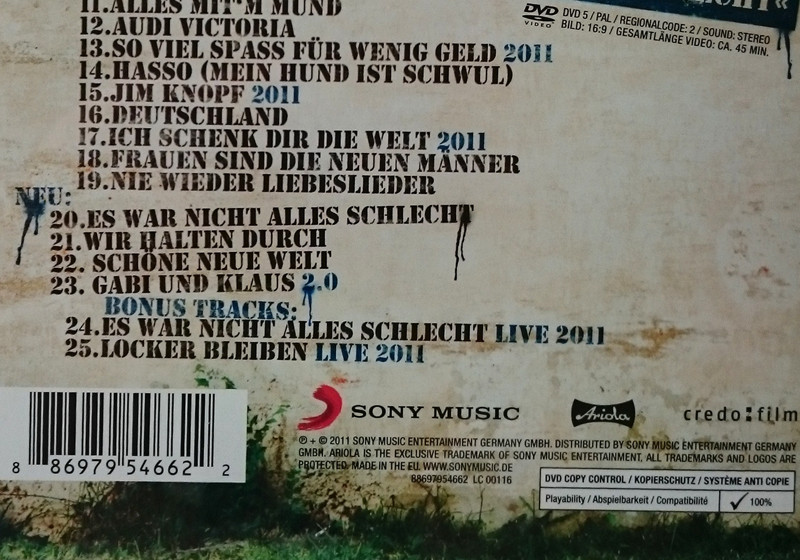 11.ALLES MIT'M MUND
12.AUDI VICTORIA
13.SO VIEL SPASS FÜR WENIG GELD 2011
14.HASSO (MEIN HUND IST SCHWUL)
15.JIM KNOPF 2011
16.DEUTSCHLAND
17.ICH SCHENK DIR DIE WELT 2011
18.FRAUEN SIND DIE NEUEN MÄNNER
19.NIE WIEDER LIEBESLIEDER
NEU:
20.ES WAR NICHT ALLES SCHLECHT
21.WIR HALTEN DURCH
22. SCHÖNE NEUE WELT
23. GABI UND KLAUS 2.0
BONUS TRACKS:
24.ES WAR NICHT ALLES SCHLECHT LIVE 2011
25.LOCKER BLEIBEN LIVE 2011
DVD VIDEO
DVD 5 / PAL / REGIONALCODE: 2 / SOUND: STEREO
BILD: 16:9 / GESAMTLÄNGE VIDEO: CA. 45 MIN.
8 86979 54662 2
SONY MUSIC
Ariola
credo:film
℗ + © 2011 SONY MUSIC ENTERTAINMENT GERMANY GMBH. DISTRIBUTED BY SONY MUSIC ENTERTAINMENT GERMANY
GMBH. ARIOLA IS THE EXCLUSIVE TRADEMARK OF SONY MUSIC ENTERTAINMENT. ALL TRADEMARKS AND LOGOS ARE
PROTECTED. MADE IN THE EU. WWW.SONYMUSIC.DE
88697954662 LC 00116
DVD COPY CONTROL / KOPIERSCHUTZ / SYSTÈME ANTI COPIE
Playability / Abspielbarkeit / Compatibilité ✓ 100%